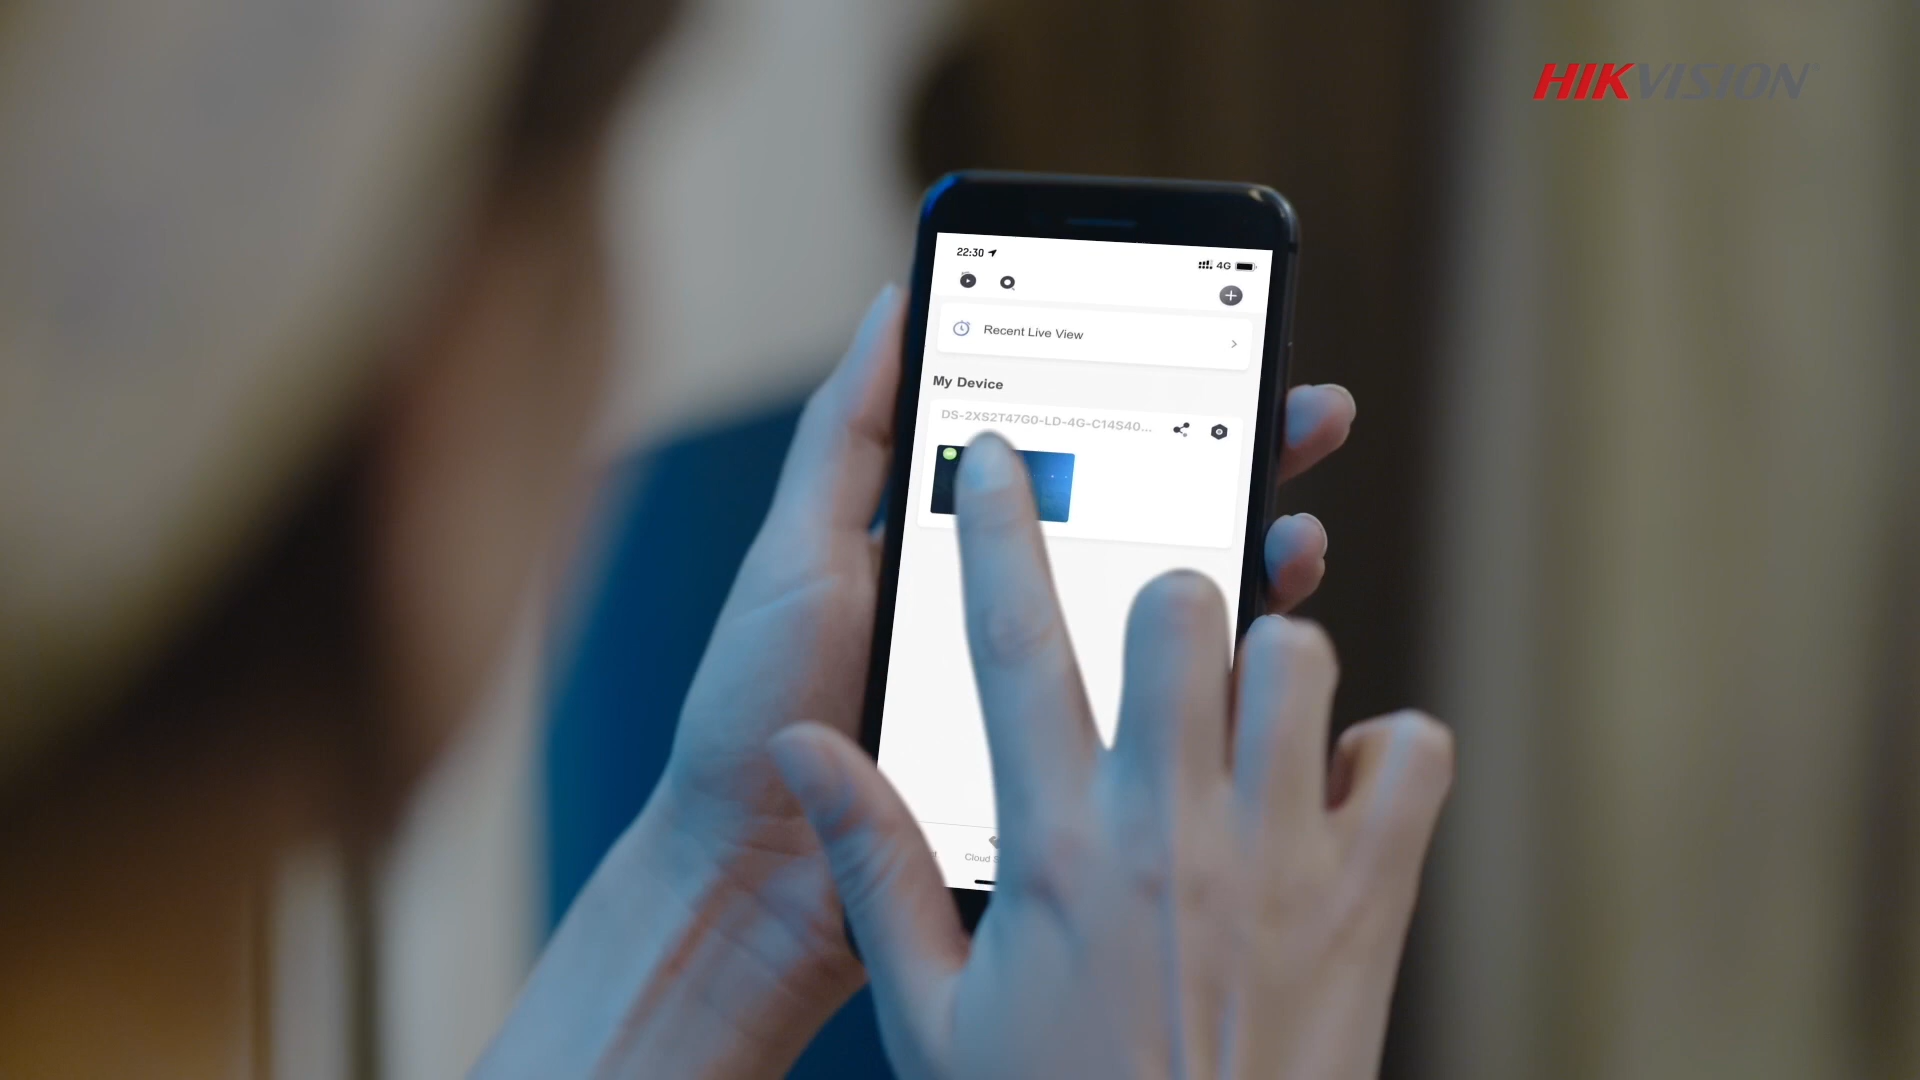 HIKVISION
22:30
4G
Recent Live View
My Device
DS-2XS2T47G0-LD-4G-C14S40...
Cloud